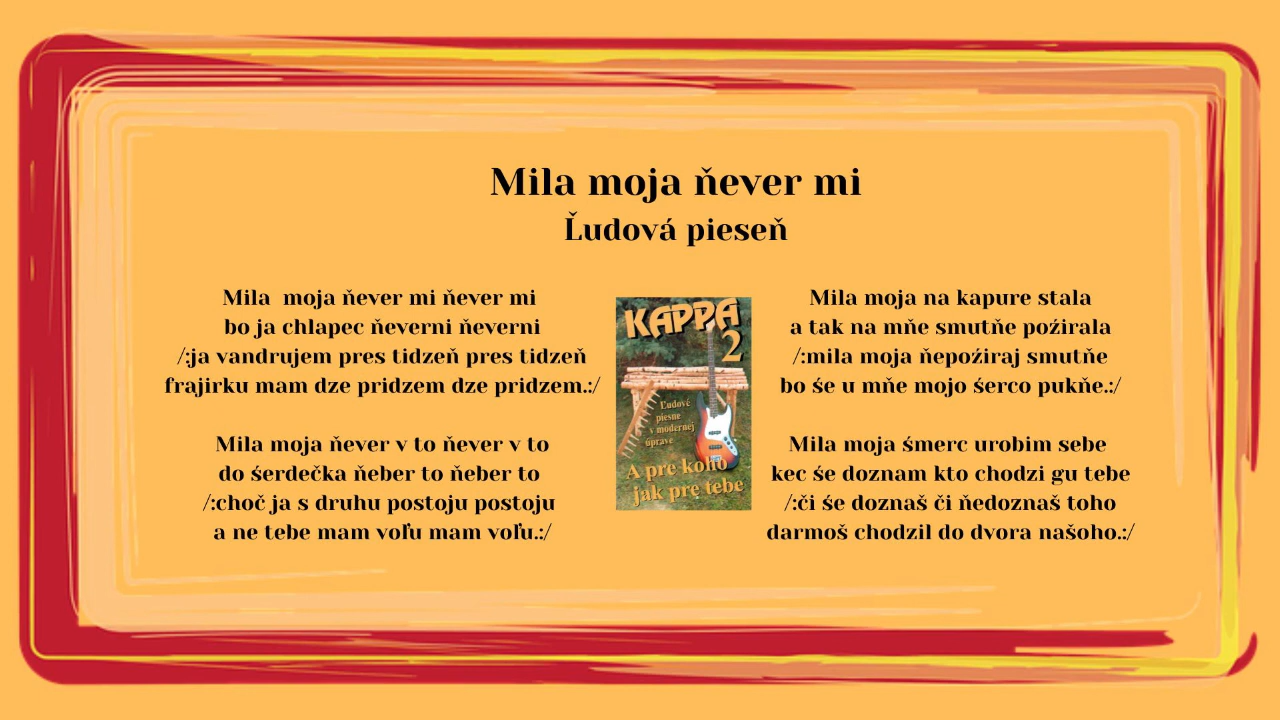 Mila moja ňever mi
Ľudová pieseň
Mila  moja ňever mi ňever mi
bo ja chlapec ňeverni ňeverni
/:ja vandrujem pres tidzeň pres tidzeň
frajirku mam dze pridzem dze pridzem.:/
Mila moja ňever v to ňever v to
do śerdečka ňeber to ňeber to
/:choč ja s druhu postoju postoju
a ne tebe mam voľu mam voľu.:/
KAPPA
2
Ľudové
piesne
v modernej
úprave
A pre koho
jak pre tebe
Mila moja na kapure stala
a tak na mňe smutňe poźirala
/:mila moja ňepoźiraj smutňe
bo śe u mňe mojo śerco pukňe.:/
Mila moja śmerc urobim sebe
kec śe doznam kto chodzi gu tebe
/:či śe doznaš či ňedoznaš toho
darmoš chodzil do dvora našoho.:/